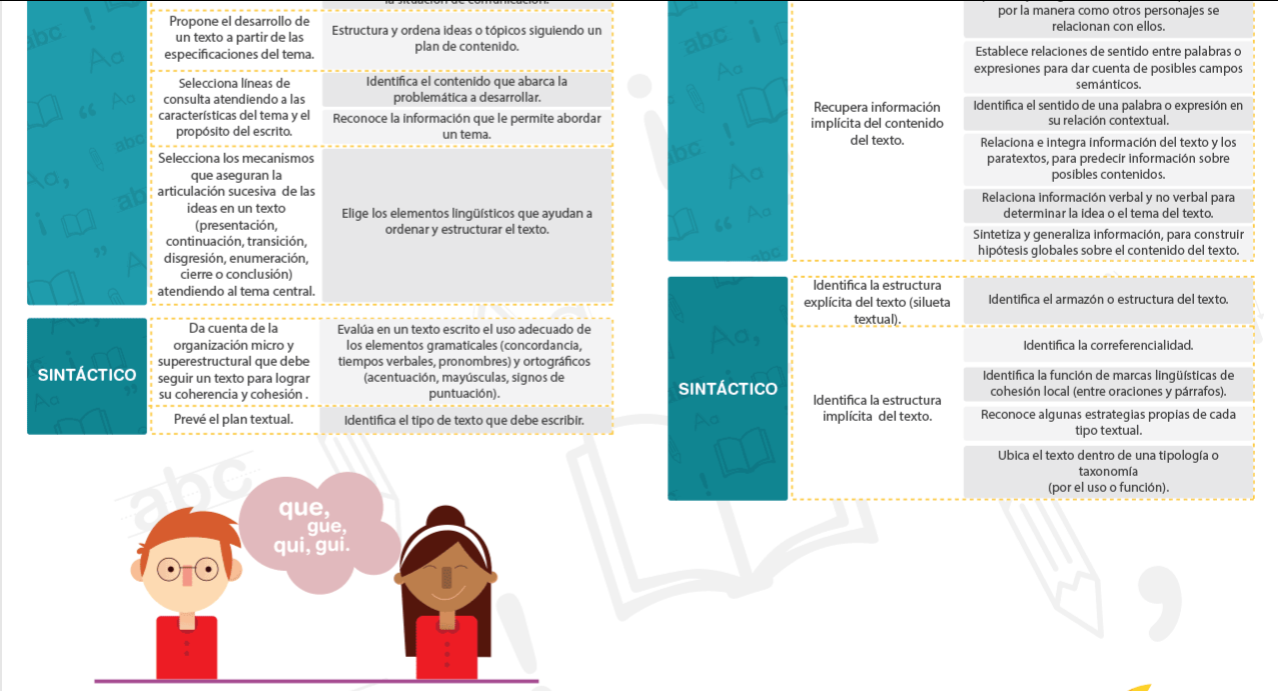 la situación de comunicación.
Propone el desarrollo de
un texto a partir de las
especificaciones del tema.
Estructura y ordena ideas o tópicos siguiendo un
plan de contenido.
Selecciona líneas de
consulta atendiendo a las
características del tema y el
propósito del escrito.
Identifica el contenido que abarca la
problemática a desarrollar.
Reconoce la información que le permite abordar
un tema.
Selecciona los mecanismos
que aseguran la
articulación sucesiva de las
ideas en un texto
(presentación,
continuación, transición,
disgresión, enumeración,
cierre o conclusión)
atendiendo al tema central.
Elige los elementos lingüísticos que ayudan a
ordenar y estructurar el texto.
SINTÁCTICO
Da cuenta de la
organización micro y
superestructural que debe
seguir un texto para lograr
su coherencia y cohesión .
Evalúa en un texto escrito el uso adecuado de
los elementos gramaticales (concordancia,
tiempos verbales, pronombres) y ortográficos
(acentuación, mayúsculas, signos de
puntuación).
Prevé el plan textual.
Identifica el tipo de texto que debe escribir.
abc
que,
gue,
qui, gui.
por la manera como otros personajes se
relacionan con ellos.
Recupera información
implícita del contenido
del texto.
Establece relaciones de sentido entre palabras o
expresiones para dar cuenta de posibles campos
semánticos.
Identifica el sentido de una palabra o expresión en
su relación contextual.
Relaciona e integra información del texto y los
paratextos, para predecir información sobre
posibles contenidos.
Relaciona información verbal y no verbal para
determinar la idea o el tema del texto.
Sintetiza y generaliza información, para construir
hipótesis globales sobre el contenido del texto.
SINTÁCTICO
Identifica la estructura
explícita del texto (silueta
textual).
Identifica el armazón o estructura del texto.
Identifica la estructura
implícita del texto.
Identifica la correferencialidad.
Identifica la función de marcas lingüísticas de
cohesión local (entre oraciones y párrafos).
Reconoce algunas estrategias propias de cada
tipo textual.
Ubica el texto dentro de una tipología o
taxonomía
(por el uso o función).